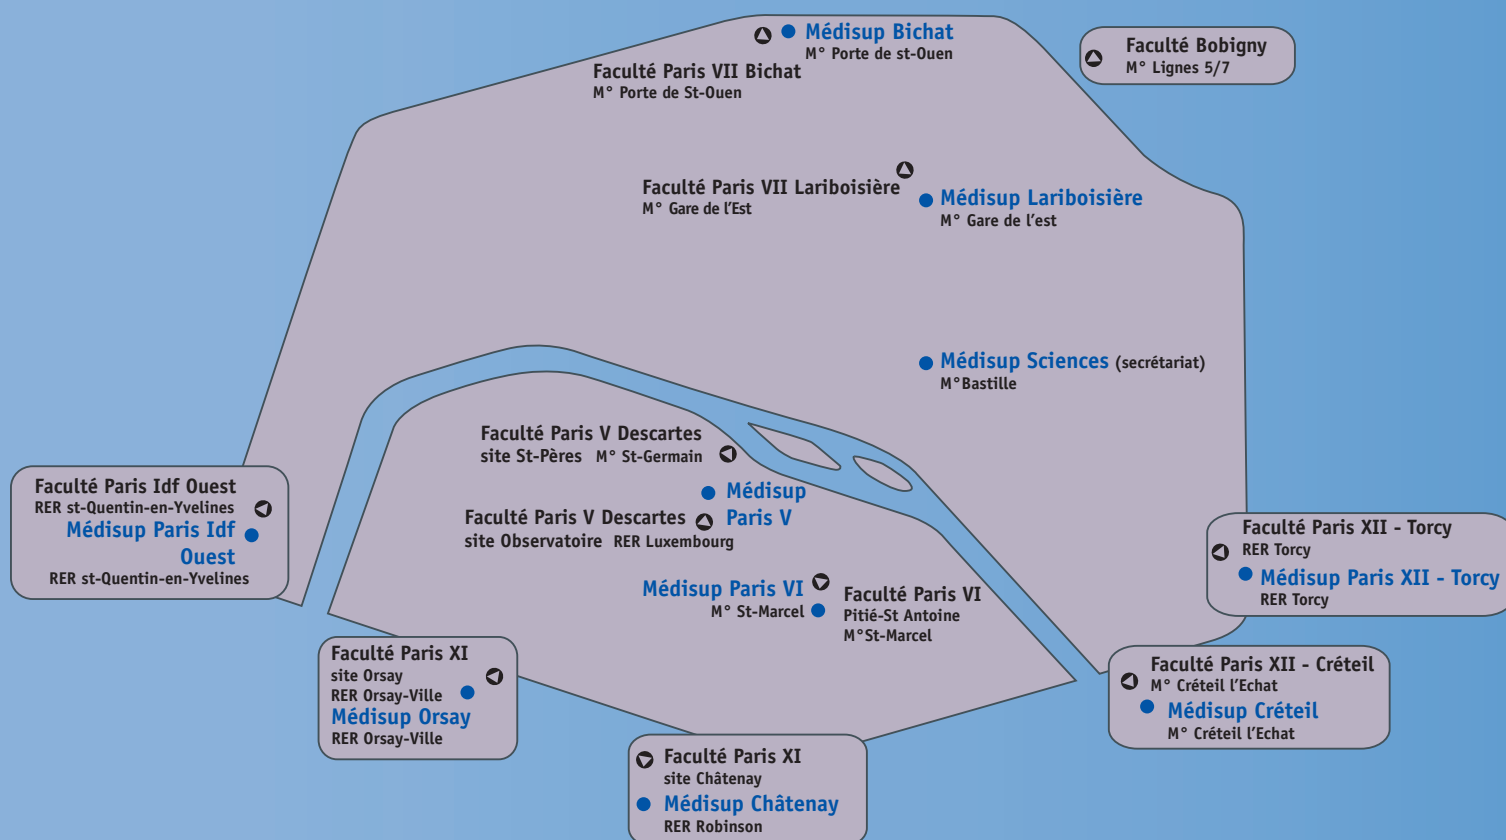 Médisup Bichat
M° Porte de st-Ouen
Faculté Paris VII Bichat
M° Porte de St-Ouen
Faculté Bobigny
M° Lignes 5/7
Faculté Paris VII Lariboisière
M° Gare de l'Est
Médisup Lariboisière
M° Gare de l'est
Médisup Sciences (secrétariat)
M°Bastille
Faculté Paris V Descartes
site St-Pères M° St-Germain
Médisup
Paris V
Faculté Paris V Descartes
site Observatoire RER Luxembourg
Faculté Paris Idf Ouest
RER st-Quentin-en-Yvelines
Médisup Paris Idf
Ouest
RER st-Quentin-en-Yvelines
Faculté Paris XII - Torcy
RER Torcy
Médisup Paris XII - Torcy
RER Torcy
Médisup Paris VI
M° St-Marcel
Faculté Paris VI
Pitié-St Antoine
M°St-Marcel
Faculté Paris XI
site Orsay
RER Orsay-Ville
Médisup Orsay
RER Orsay-Ville
Faculté Paris XII - Créteil
M° Créteil l'Echat
Médisup Créteil
M° Créteil l'Echat
Faculté Paris XI
site Châtenay
Médisup Châtenay
RER Robinson